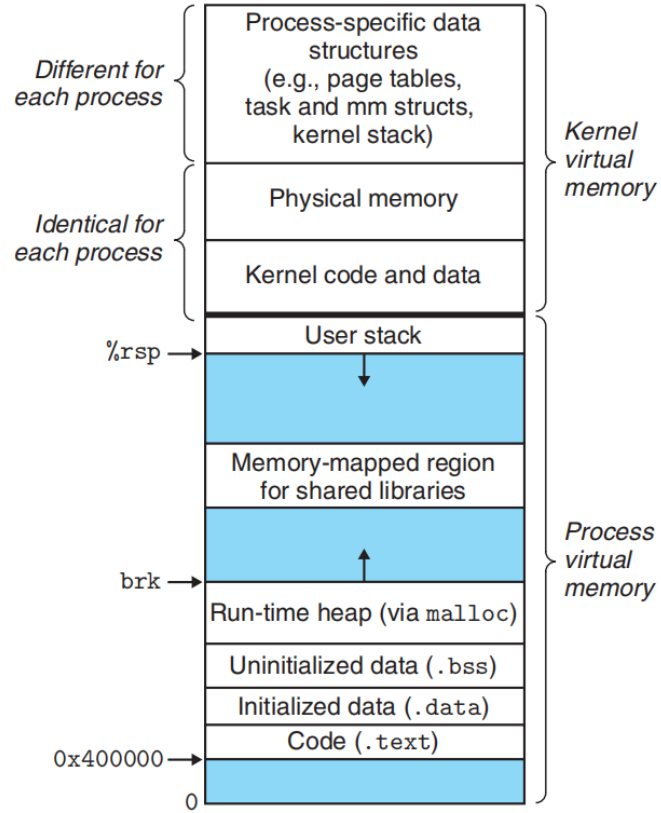 Process-specific data
structures
(e.g., page tables,
task and mm structs,
kernel stack)
Different for
each process
Kernel
virtual
memory
Physical memory
Identical for
each process
Kernel code and data
User stack
%rsp
Memory-mapped region
for shared libraries
Process
virtual
memory
brk
Run-time heap (via malloc)
Uninitialized data (.bss)
Initialized data (.data)
Code (.text)
0x400000
0